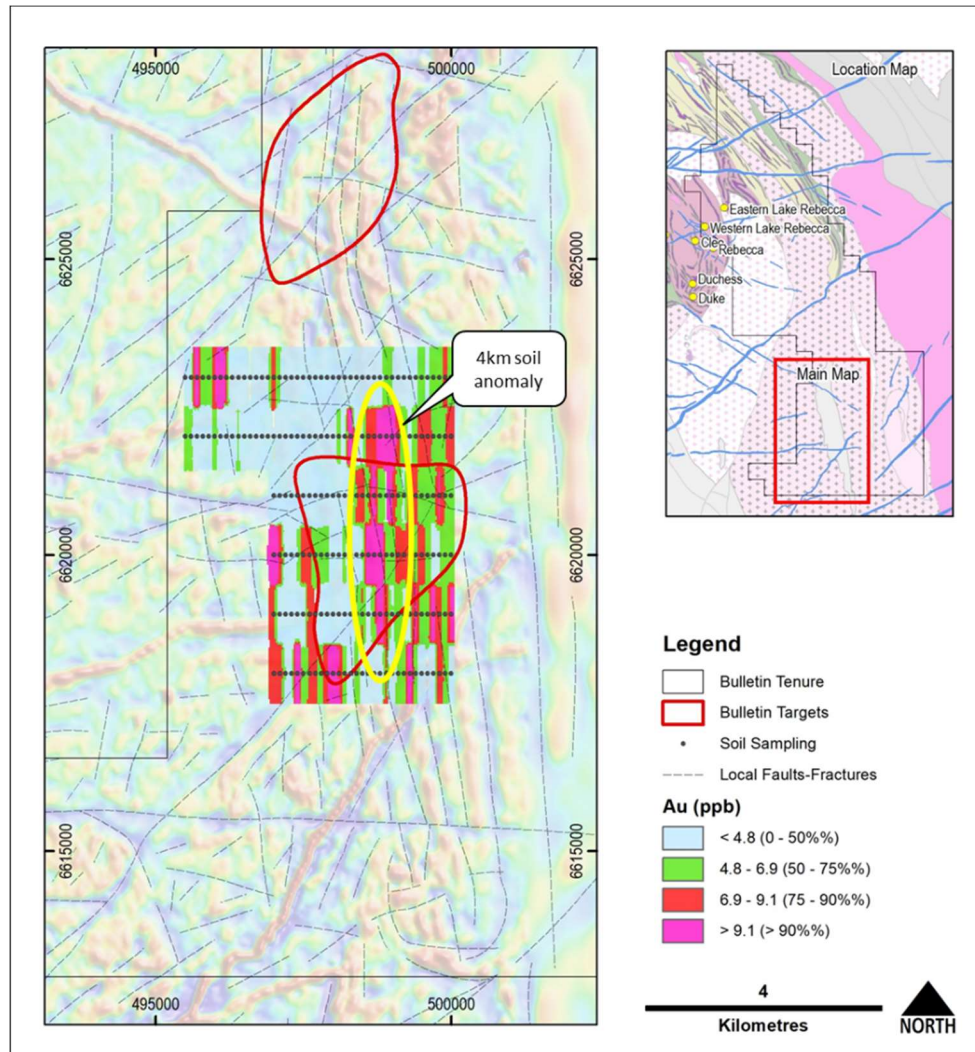 495000
500000
6625000
6625000
4km soil
anomaly
6620000
6620000
6615000
6615000
495000
500000
Location Map
Eastern Lake Rebecca
Western Lake Rebecca
Cleo
Rebecca
Duchess
Duke
Main Map
Legend
Bulletin Tenure
Bulletin Targets
Soil Sampling
Local Faults-Fractures
Au (ppb)
< 4.8 (0 - 50%%)
4.8 - 6.9 (50 - 75%%)
6.9 - 9.1 (75 - 90%%)
> 9.1 (> 90%%)
4
Kilometres
NORTH